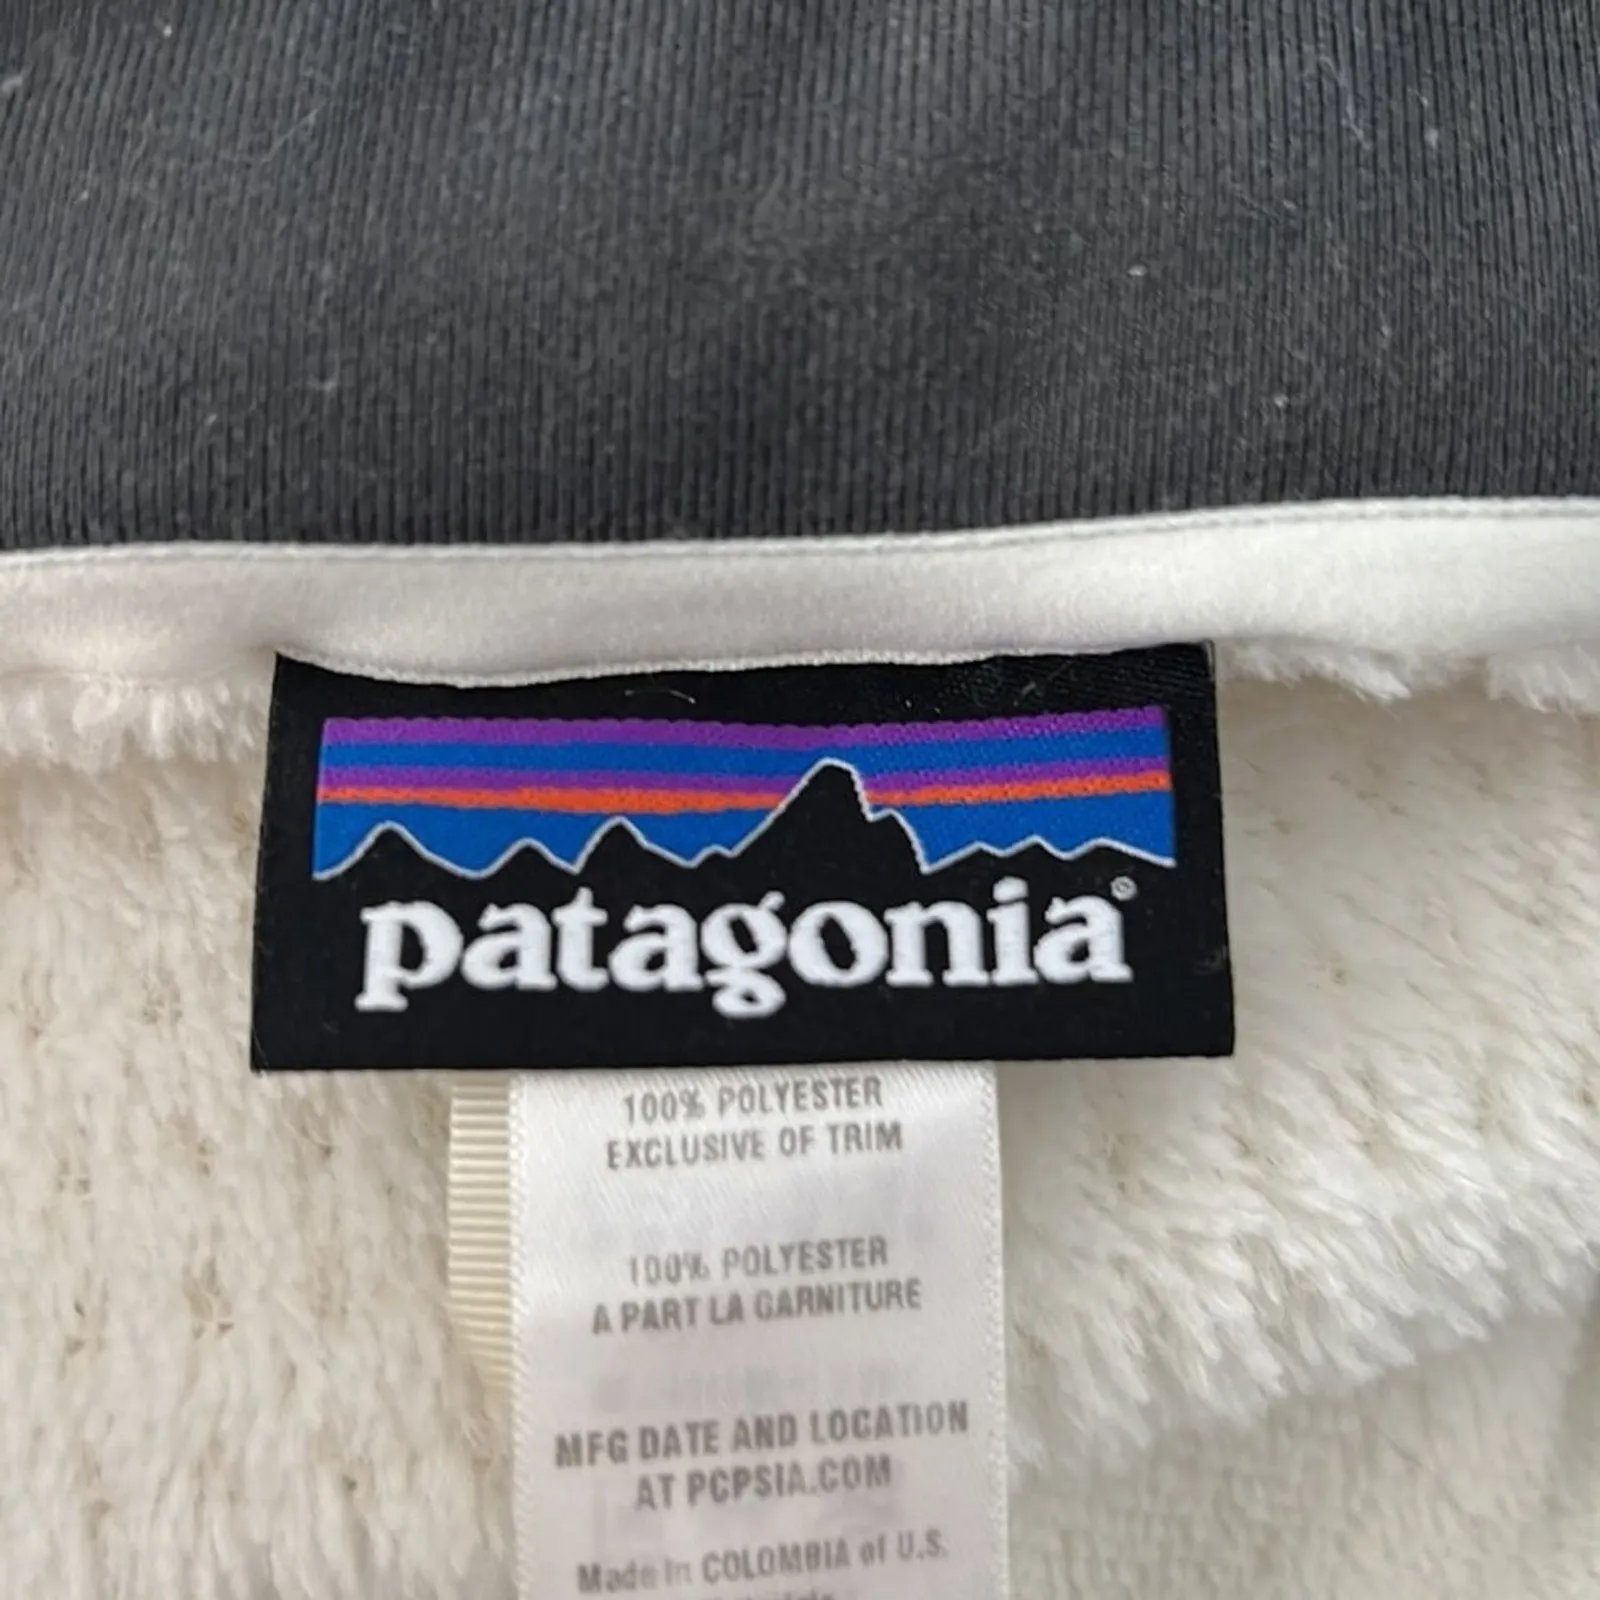 patagonia®
100% POLYESTER
EXCLUSIVE OF TRIM
100% POLYESTER
A PART LA GARNITURE
MFG DATE AND LOCATION
AT PCPSIA.COM
Made in COLOMBIA of U.S.